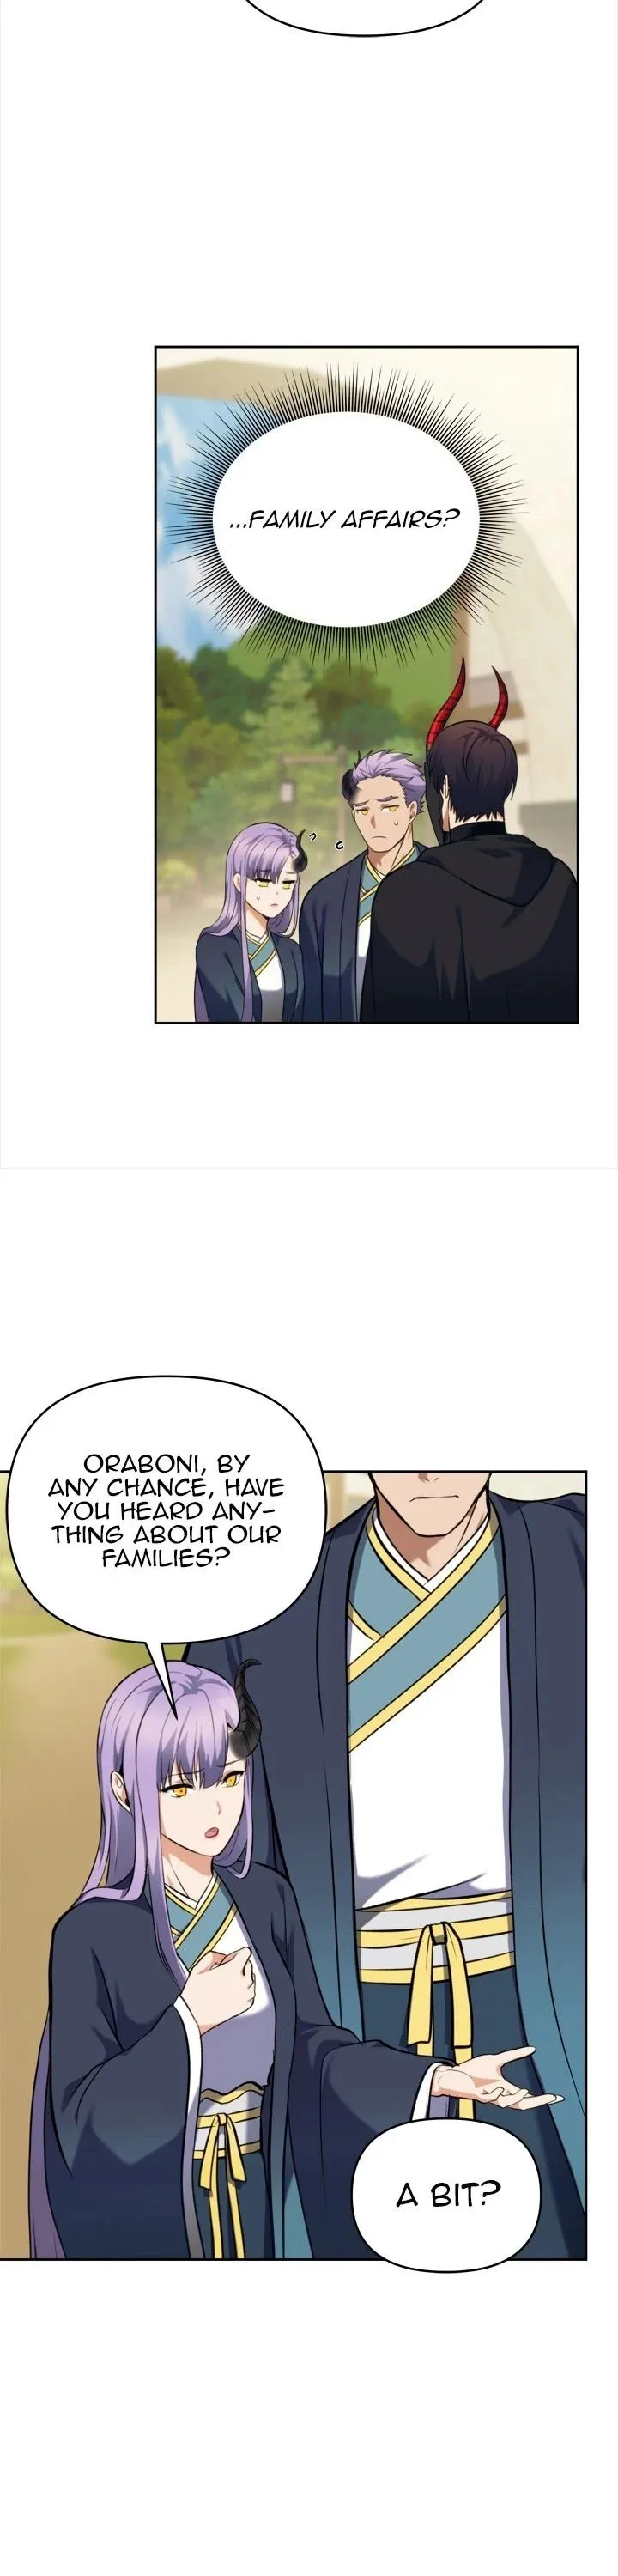 ...FAMILY AFFAIRS?
ORABONI, BY
ANY CHANCE, HAVE
YOU HEARD ANY-
THING ABOUT OUR
FAMILIES?
A BIT?